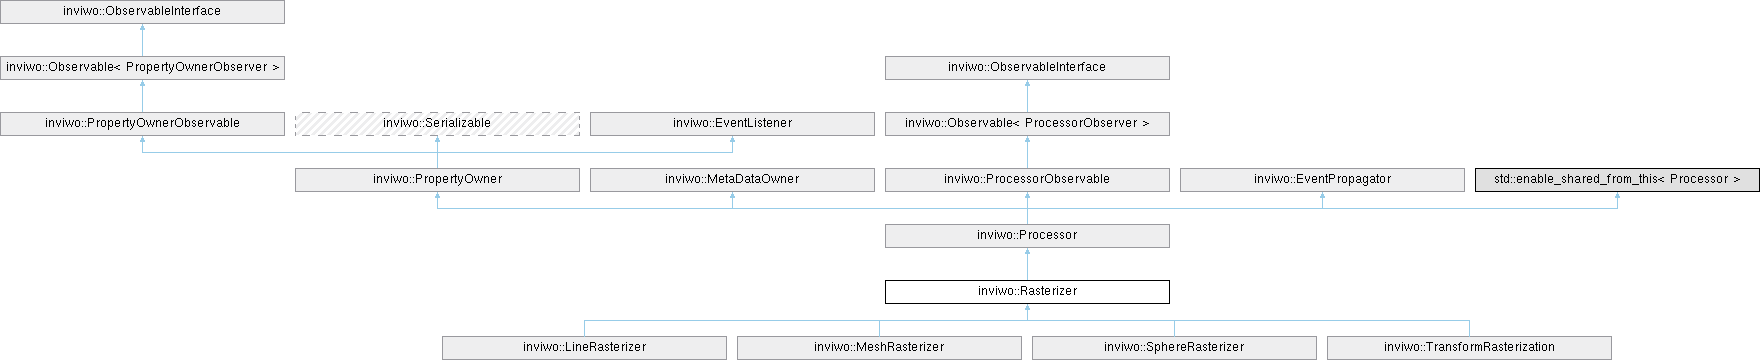 inviwo::ObservableInterface
inviwo::Observable< PropertyOwnerObserver >
inviwo::ObservableInterface
inviwo::PropertyOwnerObservable
inviwo::Serializable
inviwo::EventListener
inviwo::Observable< ProcessorObserver >
inviwo::PropertyOwner
inviwo::MetaDataOwner
inviwo::ProcessorObservable
inviwo::EventPropagator
std::enable_shared_from_this< Processor >
inviwo::Processor
inviwo::Rasterizer
inviwo::LineRasterizer
inviwo::MeshRasterizer
inviwo::SphereRasterizer
inviwo::TransformRasterization